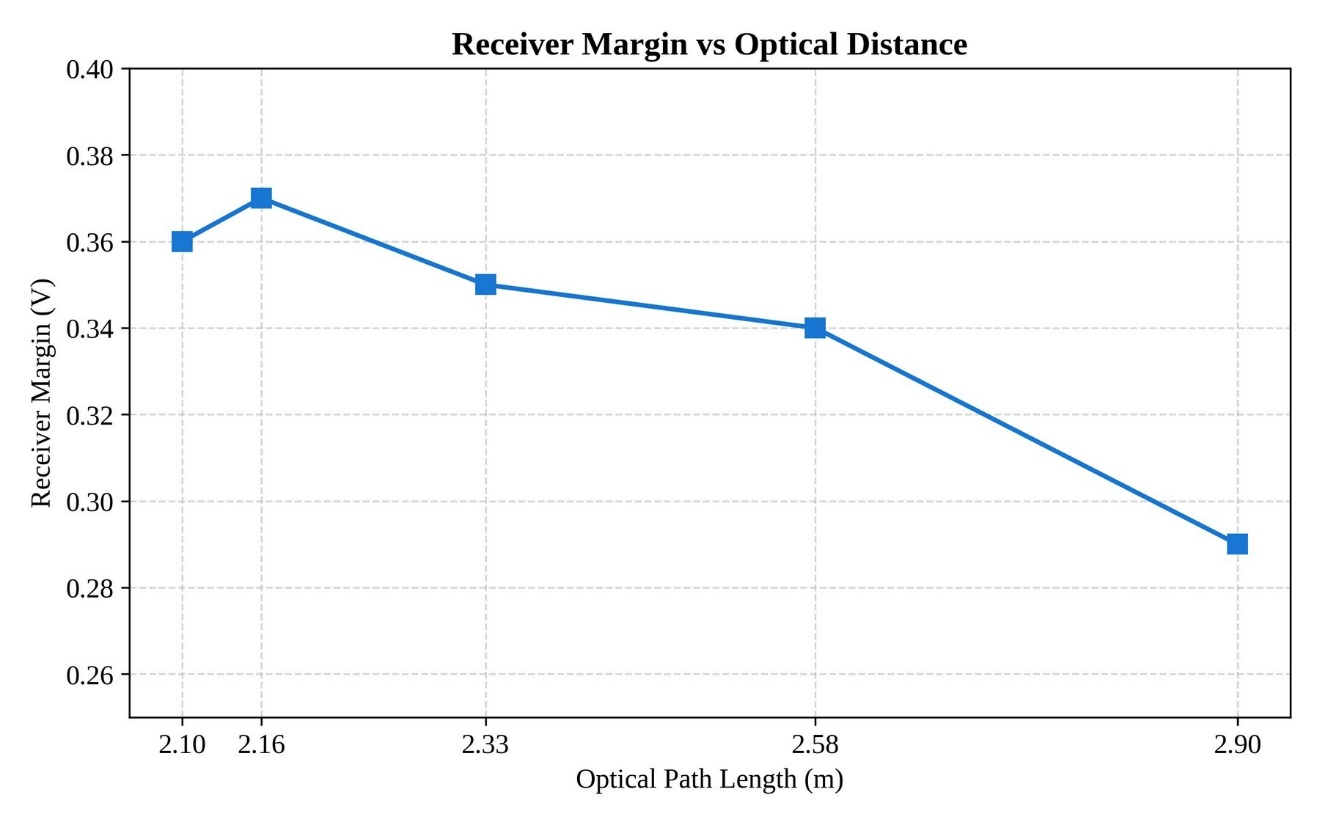 Receiver Margin vs Optical Distance
Receiver Margin (V)
0.40
0.38
0.36
0.34
0.32
0.30
0.28
0.26
2.10 2.16 2.33 2.58 2.90
Optical Path Length (m)